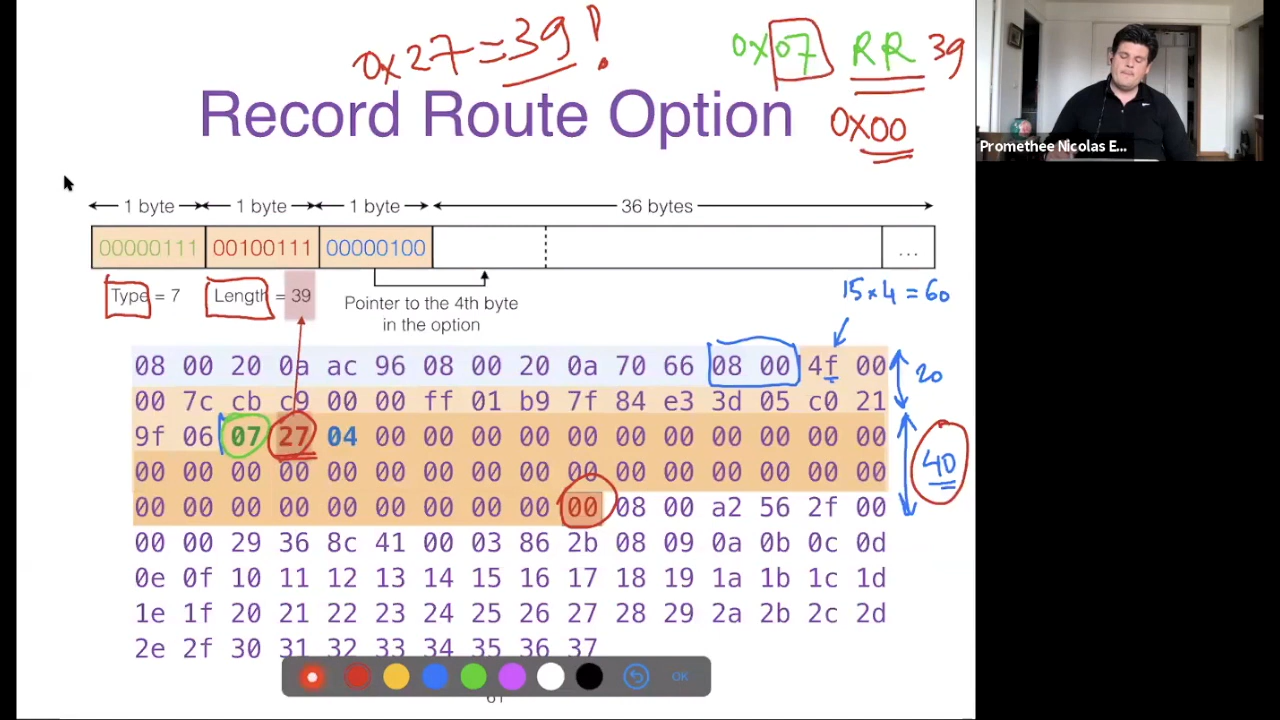 0x27=39!
0x07 RR 39
Record Route Option
0x00
Promethee Nicolas E...
1 byte 1 byte 1 byte 36 bytes
00000111 00100111 00000100 ...
Type = 7 Length = 39
Pointer to the 4th byte
in the option
15x4=60
08 00 20 0a ac 96 08 00 20 0a 70 66 08 00 4f 00
20
00 7c cb c9 00 00 ff 01 b9 7f 84 e3 3d 05 c0 21
9f 06 07 27 04 00 00 00 00 00 00 00 00 00 00 00
40
00 00 00 00 00 00 00 00 00 00 00 00 00 00 00 00
00 00 00 00 00 00 00 00 00 00 08 00 a2 56 2f 00
00 00 29 36 8c 41 00 03 86 2b 08 09 0a 0b 0c 0d
0e 0f 10 11 12 13 14 15 16 17 18 19 1a 1b 1c 1d
1e 1f 20 21 22 23 24 25 26 27 28 29 2a 2b 2c 2d
2e 2f 30 31 32 33 34 35 36 37
OK
61